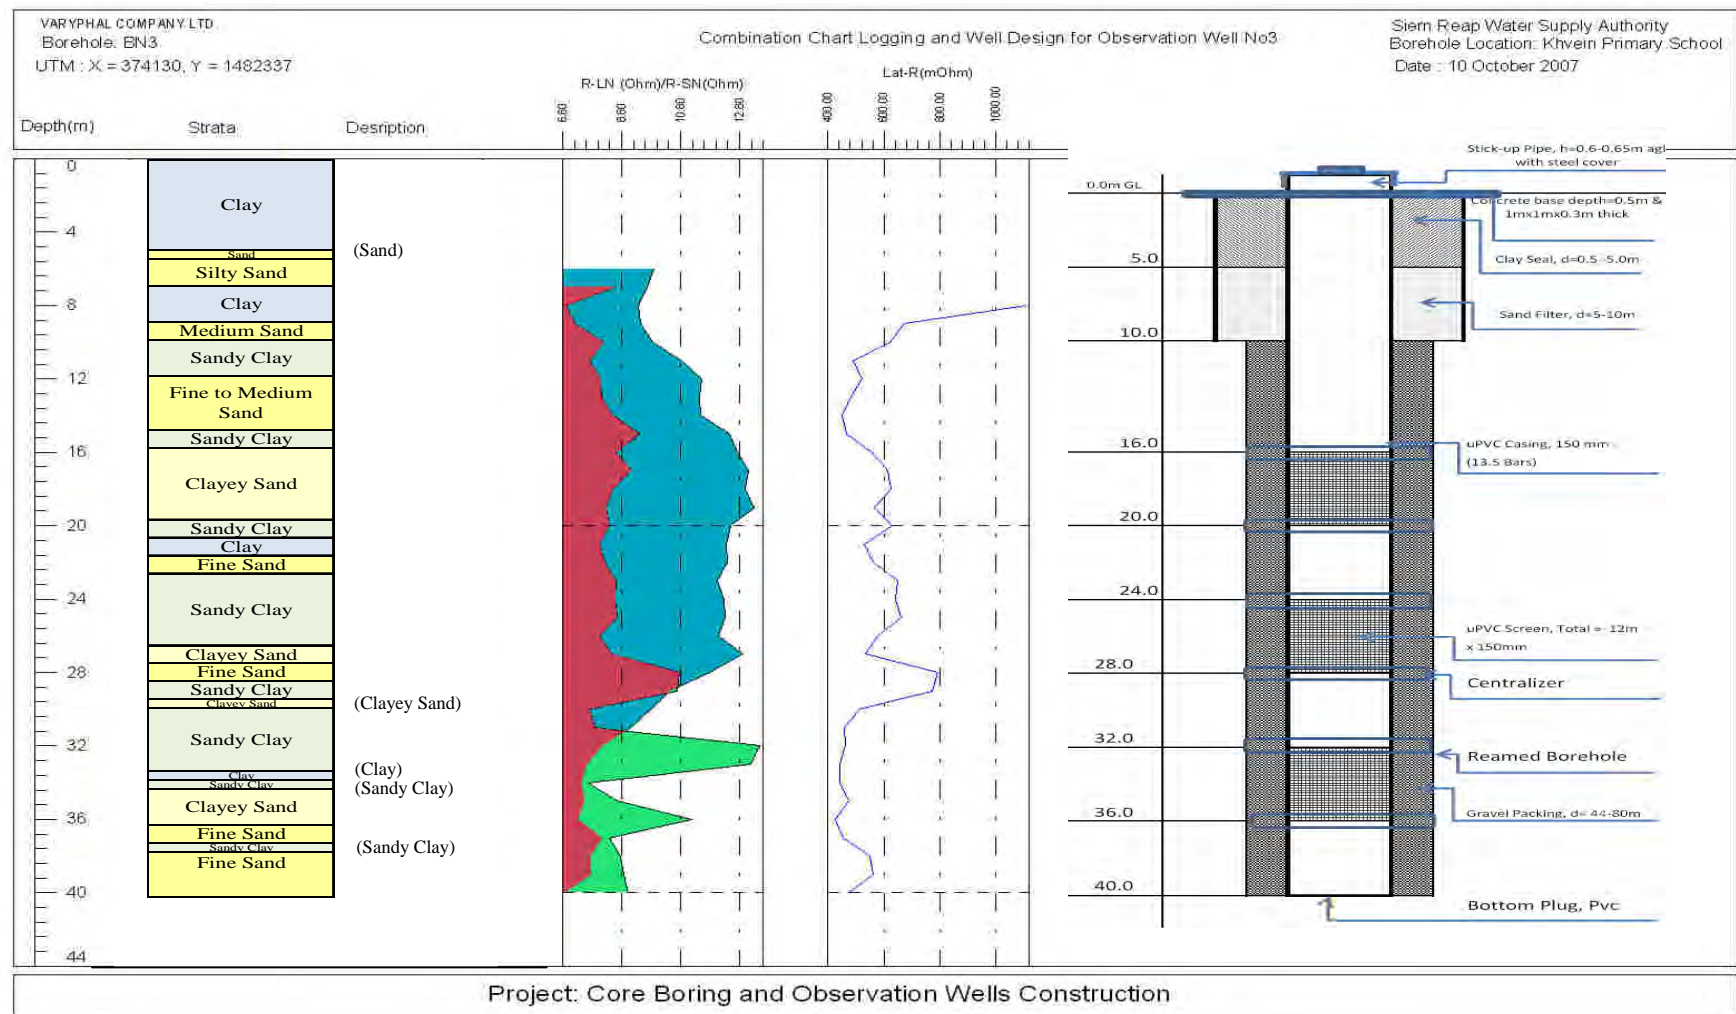 VARYPHAL COMPANY LTD
Borehole: BN3
UTM : X = 374130, Y = 1482337
Combination Chart Logging and Well Design for Observation Well No3
Siem Reap Water Supply Authority
Borehole Location: Khvein Primary School
Date : 10 October 2007
Depth(m)
Strata
Desription
R-LN (Ohm)/R-SN(Ohm)
6.80
8.80
10.80
12.80
Lat-R(mOhm)
400.00
600.00
800.00
1000.00
0
4
8
12
16
20
24
28
32
36
40
44
Clay
Sand
Silty Sand
Clay
Medium Sand
Sandy Clay
Fine to Medium
Sand
Sandy Clay
Clayey Sand
Sandy Clay
Clay
Fine Sand
Sandy Clay
Clayey Sand
Fine Sand
Sandy Clay
Clayey Sand
Sandy Clay
Clay
Sandy Clay
Clayey Sand
Fine Sand
Sandy Clay
Fine Sand
(Sand)
(Clayey Sand)
(Clay)
(Sandy Clay)
(Sandy Clay)
0.0m GL
5.0
10.0
16.0
20.0
24.0
28.0
32.0
36.0
40.0
Stick-up Pipe, h=0.6-0.65m agl
with steel cover
Concrete base depth=0.5m &
1mx1mx0.3m thick
Clay Seal, d=0.5-5.0m
Sand Filter, d=5-10m
uPVC Casing, 150 mm
(13.5 Bars)
uPVC Screen, Total = 12m
x 150mm
Centralizer
Reamed Borehole
Gravel Packing, d= 44-80m
Bottom Plug, Pvc
Project: Core Boring and Observation Wells Construction